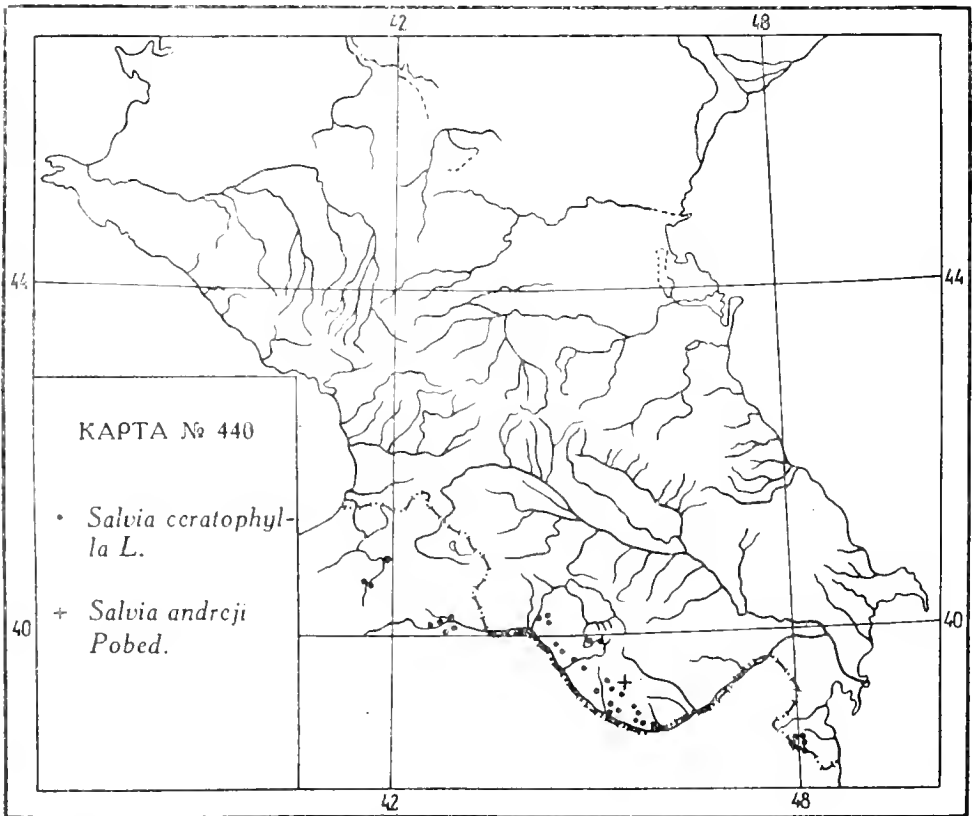 42 48
44 44
КАРТА № 440
• Salvia ceratophyl-
la L.
40 40
+ Salvia andreji
Pobed.
42 48